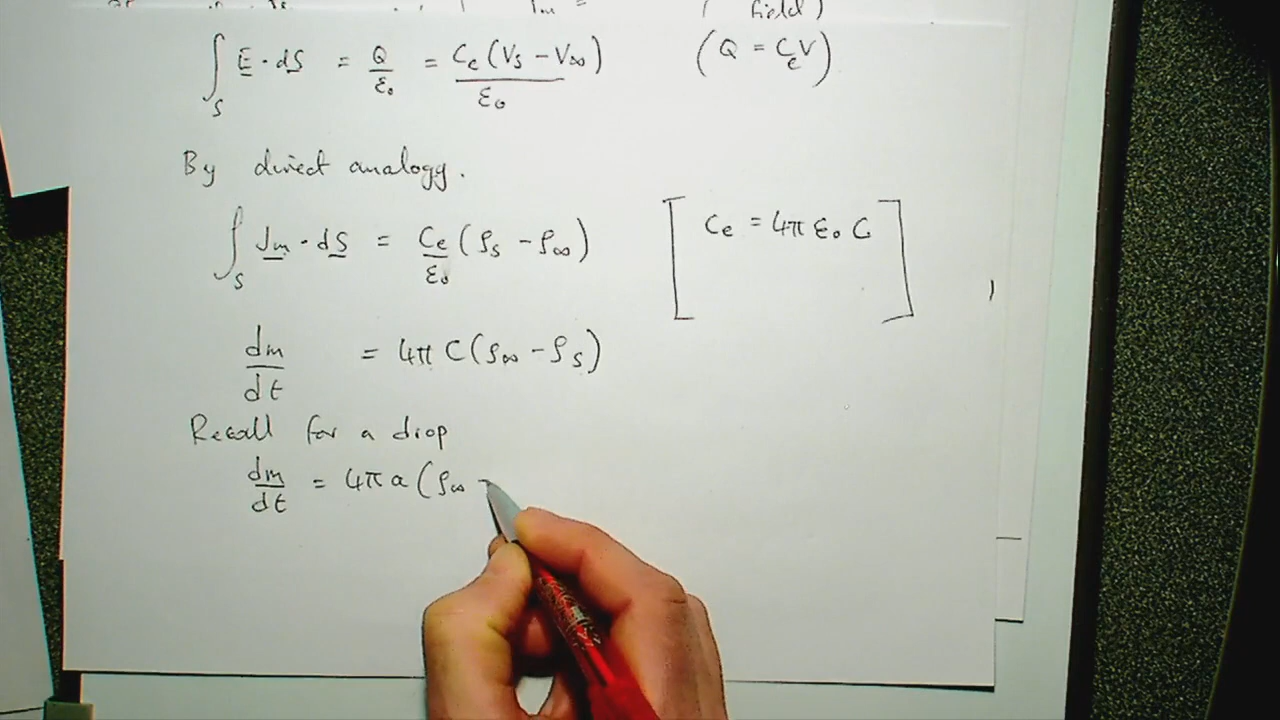 field)
∫_S E · dS = Q/ε₀ = C_e(V_S − V_∞)/ε₀ (Q = C_e V)
By direct analogy.
∫_S J_m · dS = C_e/ε₀ (ρ_S − ρ_∞) [C_e = 4π ε₀ C]
dm/dt = 4π C (ρ_∞ − ρ_S)
Recall for a drop
dm/dt = 4π a (ρ_∞ −